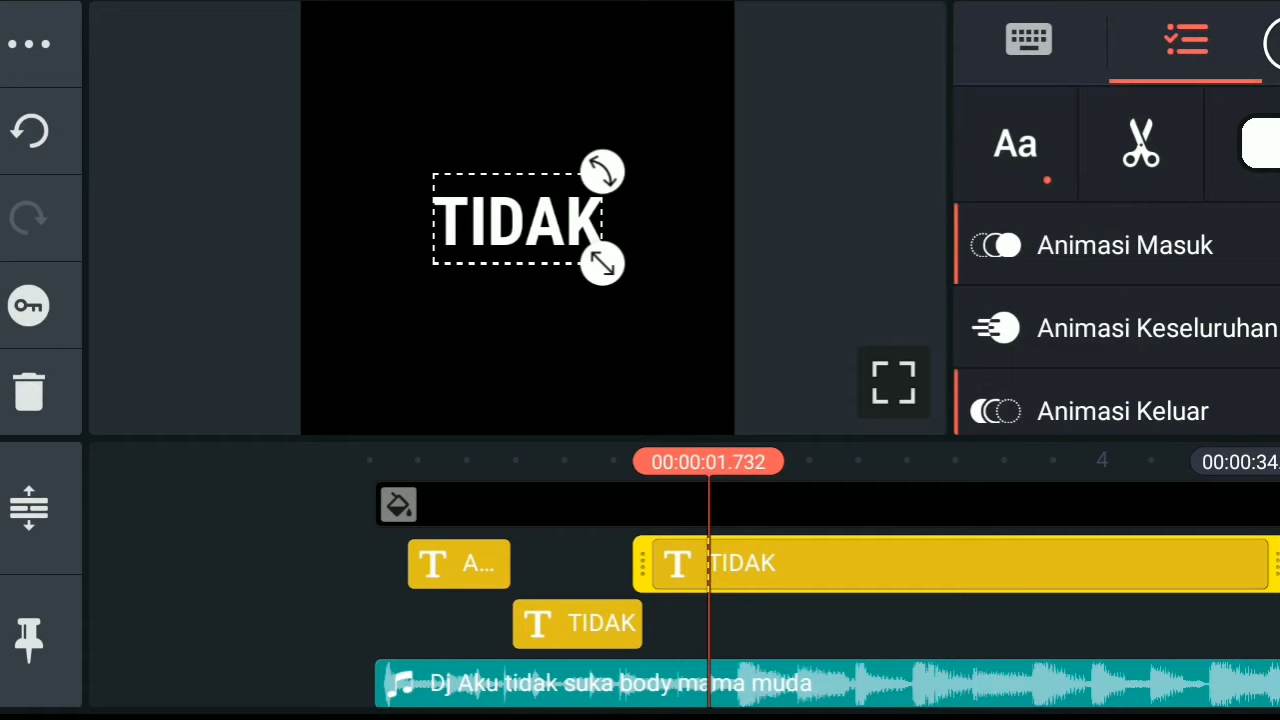 TIDAK
Aa
Animasi Masuk
Animasi Keseluruhan
Animasi Keluar
00:00:01.732
4
00:00:34.
T A...
T TIDAK
T TIDAK
Dj Aku tidak suka body mama muda